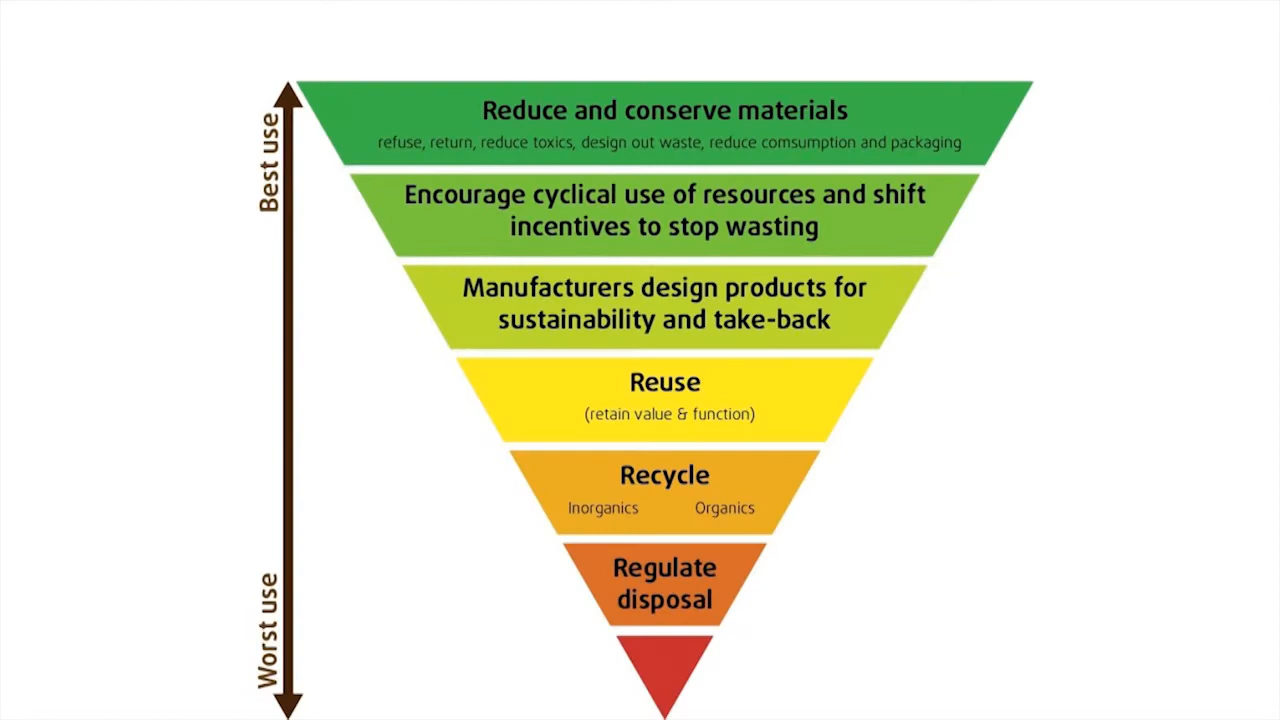 Best use
Reduce and conserve materials
refuse, return, reduce toxics, design out waste, reduce comsumption and packaging
Encourage cyclical use of resources and shift
incentives to stop wasting
Manufacturers design products for
sustainability and take-back
Reuse
(retain value & function)
Recycle
Inorganics Organics
Regulate
disposal
Worst use